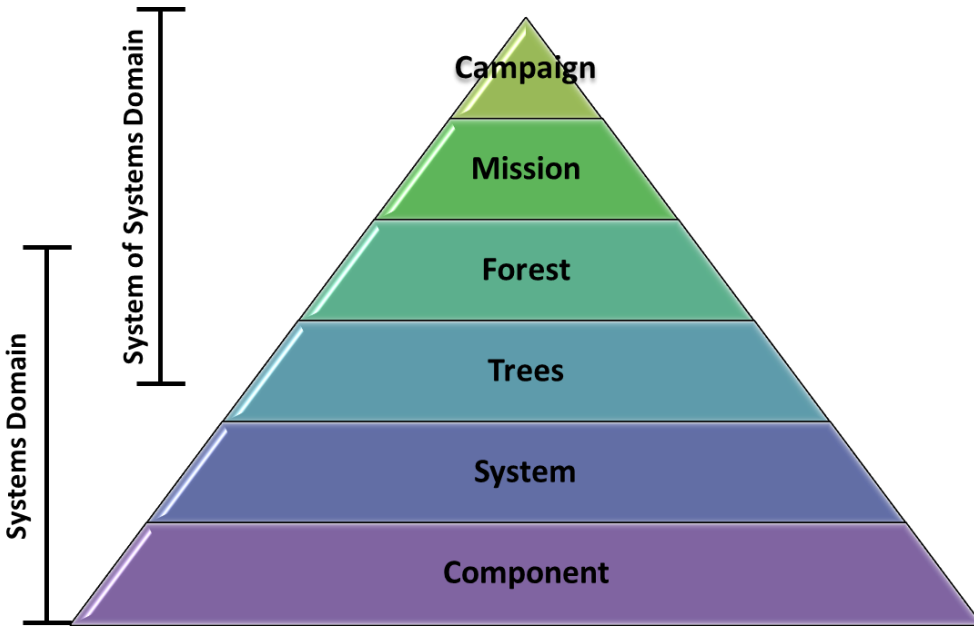 System of Systems Domain
Systems Domain
Campaign
Mission
Forest
Trees
System
Component